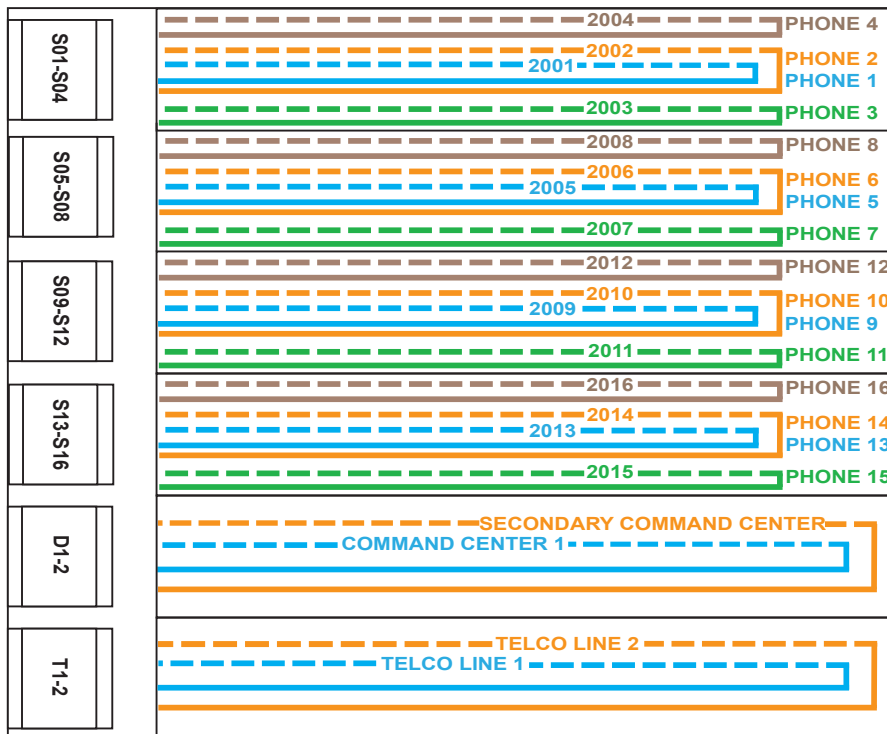 S01-S04
2004
PHONE 4
2002
PHONE 2
2001
PHONE 1
2003
PHONE 3
S05-S08
2008
PHONE 8
2006
PHONE 6
2005
PHONE 5
2007
PHONE 7
S09-S12
2012
PHONE 12
2010
PHONE 10
2009
PHONE 9
2011
PHONE 11
S13-S16
2016
PHONE 16
2014
PHONE 14
2013
PHONE 13
2015
PHONE 15
D1-2
SECONDARY COMMAND CENTER
COMMAND CENTER 1
T1-2
TELCO LINE 2
TELCO LINE 1